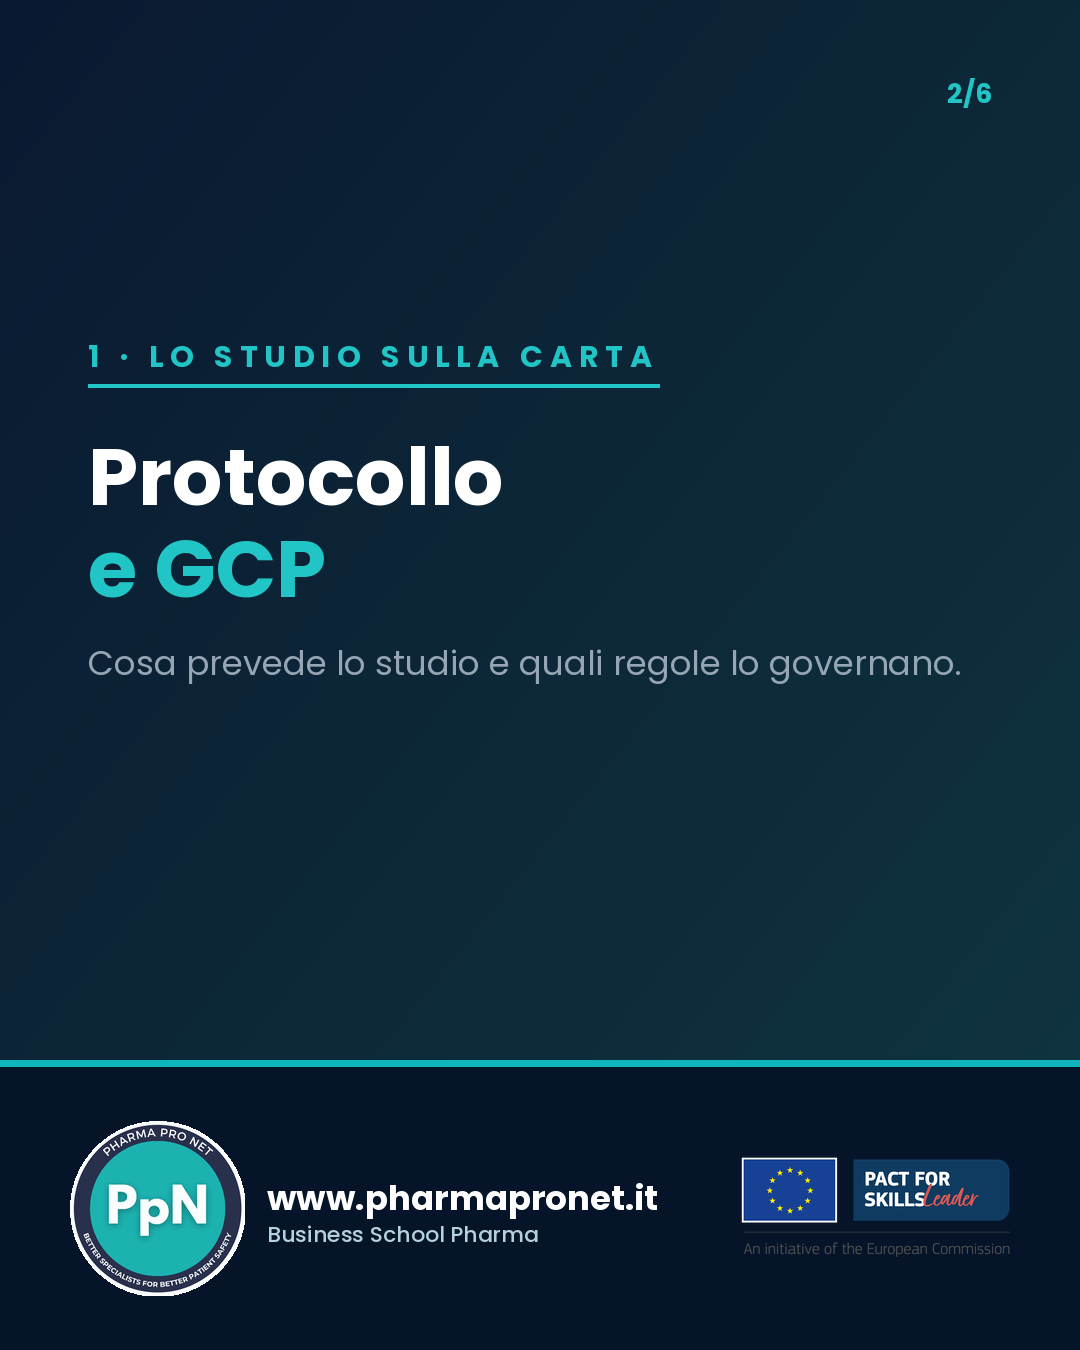 2/6
1 · LO STUDIO SULLA CARTA
Protocollo
e GCP
Cosa prevede lo studio e quali regole lo governano.
PHARMA PRO NET
PpN
BETTER SPECIALISTS FOR BETTER PATIENT SAFETY
www.pharmapronet.it
Business School Pharma
PACT FOR
SKILLS Leader
An initiative of the European Commission